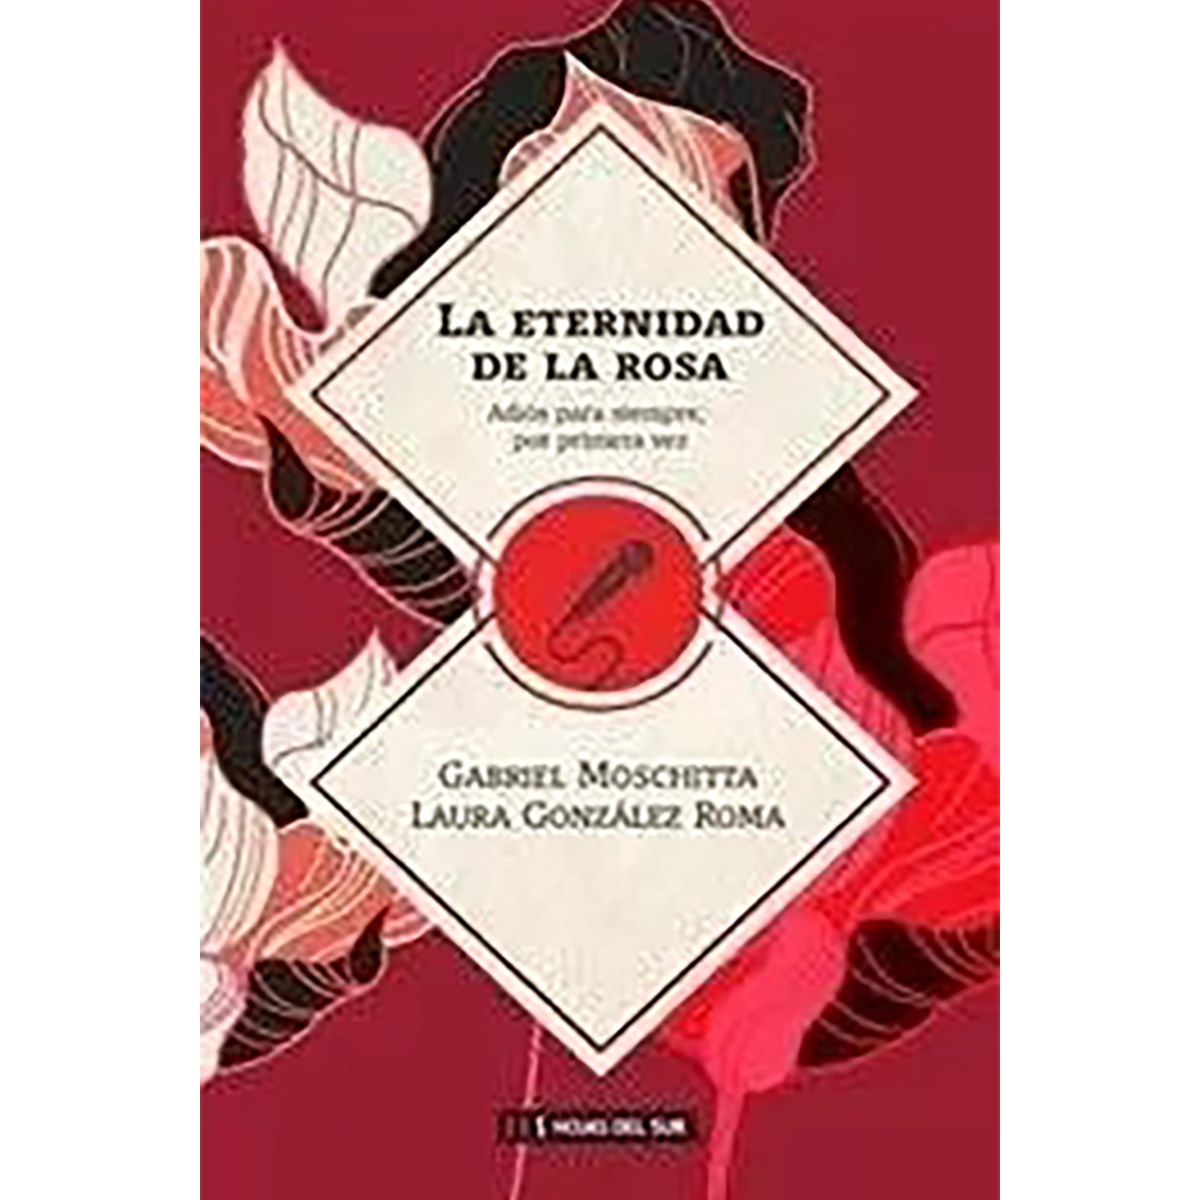 LA ETERNIDAD
DE LA ROSA
Adiós para siempre,
por primera vez
GABRIEL MOSCHITTA
LAURA GONZÁLEZ ROMA
HOJAS DEL SUR